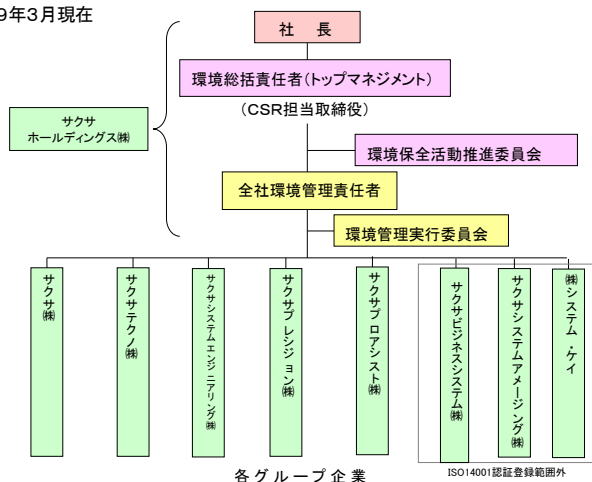 9年3月現在
社　長
環境総括責任者(トップマネジメント)
(CSR担当取締役)
サクサ
ホールディングス㈱
環境保全活動推進委員会
全社環境管理責任者
環境管理実行委員会
サクサ㈱
サクサテクノ㈱
サクサシステムエンジニアリング㈱
サクサプレシジョン㈱
サクサプロアシスト㈱
サクサビジネスシステム㈱
サクサシステムアメージング㈱
㈱システム・ケイ
各グループ企業
ISO14001認証登録範囲外